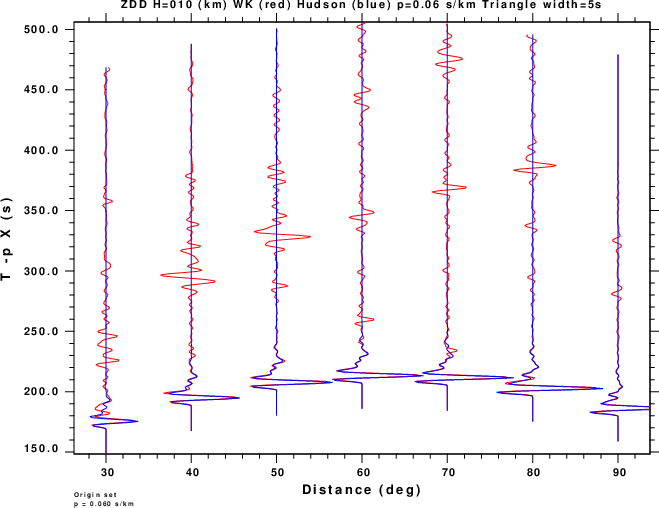 ZDD H=010 (km) WK (red) Hudson (blue) p=0.06 s/km Triangle width=5s
500.0
450.0
400.0
350.0
300.0
250.0
200.0
150.0
T -p X (s)
30 40 50 60 70 80 90
Distance (deg)
Origin set
p = 0.060 s/km